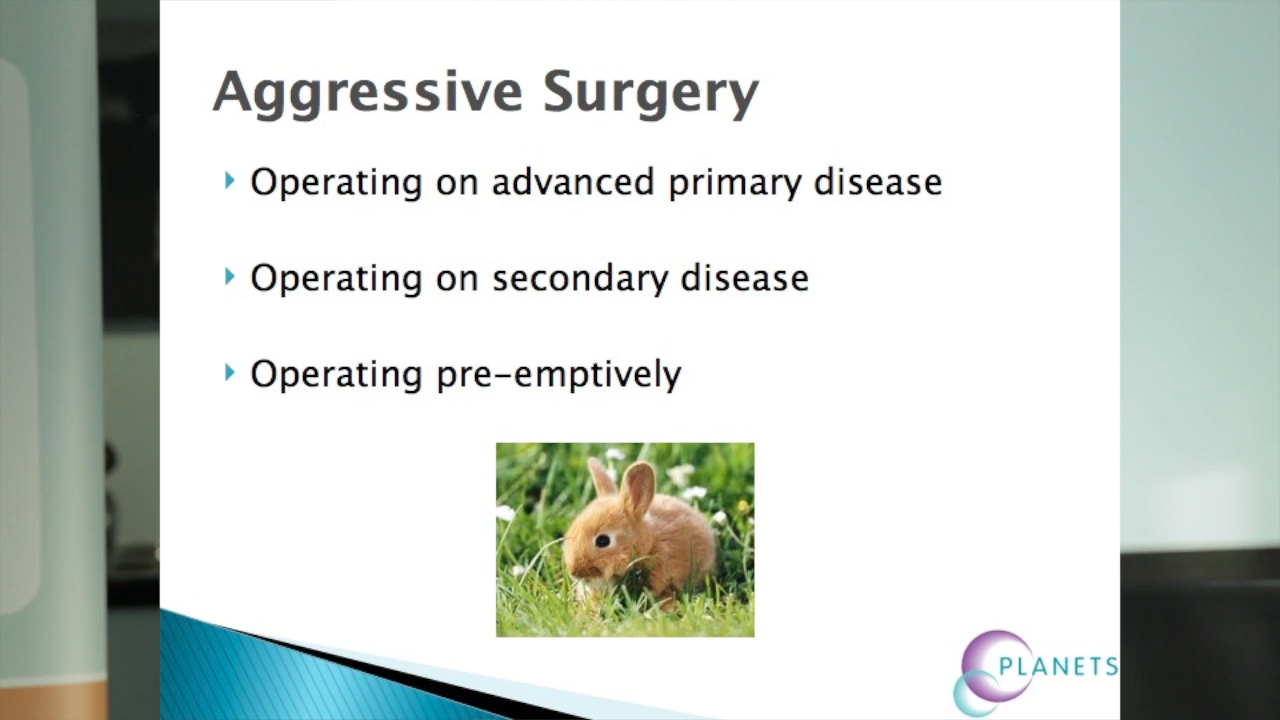 Aggressive Surgery
Operating on advanced primary disease
Operating on secondary disease
Operating pre-emptively
PLANETS